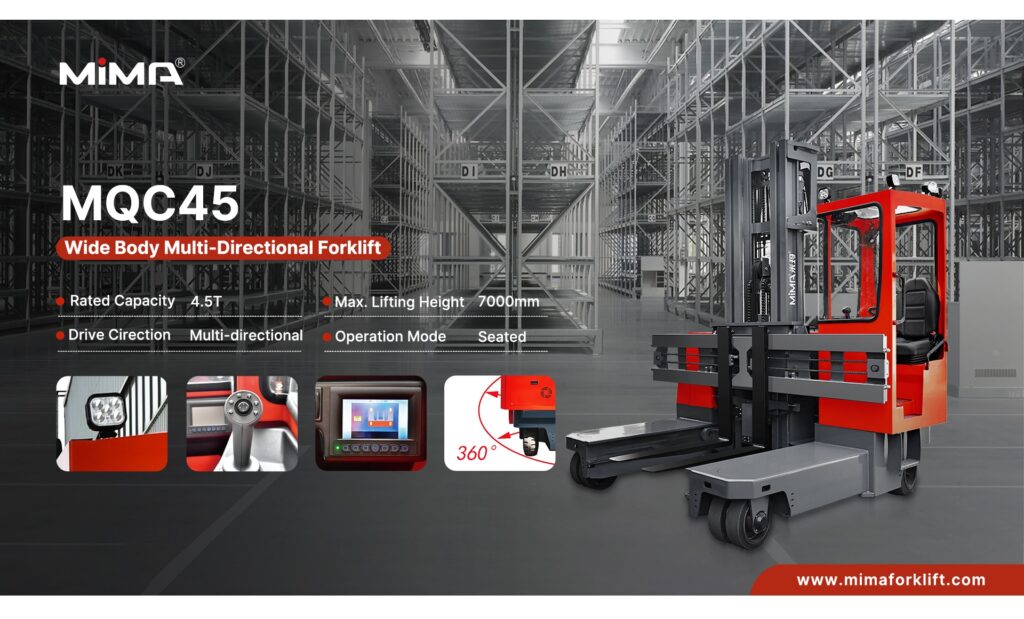 MiMA®
MQC45
Wide Body Multi-Directional Forklift
Rated Capacity 4.5T
Max. Lifting Height 7000mm
Drive Cirection Multi-directional
Operation Mode Seated
360°
DK
DJ
DI
DH
DG
DF
MiMA
www.mimaforklift.com